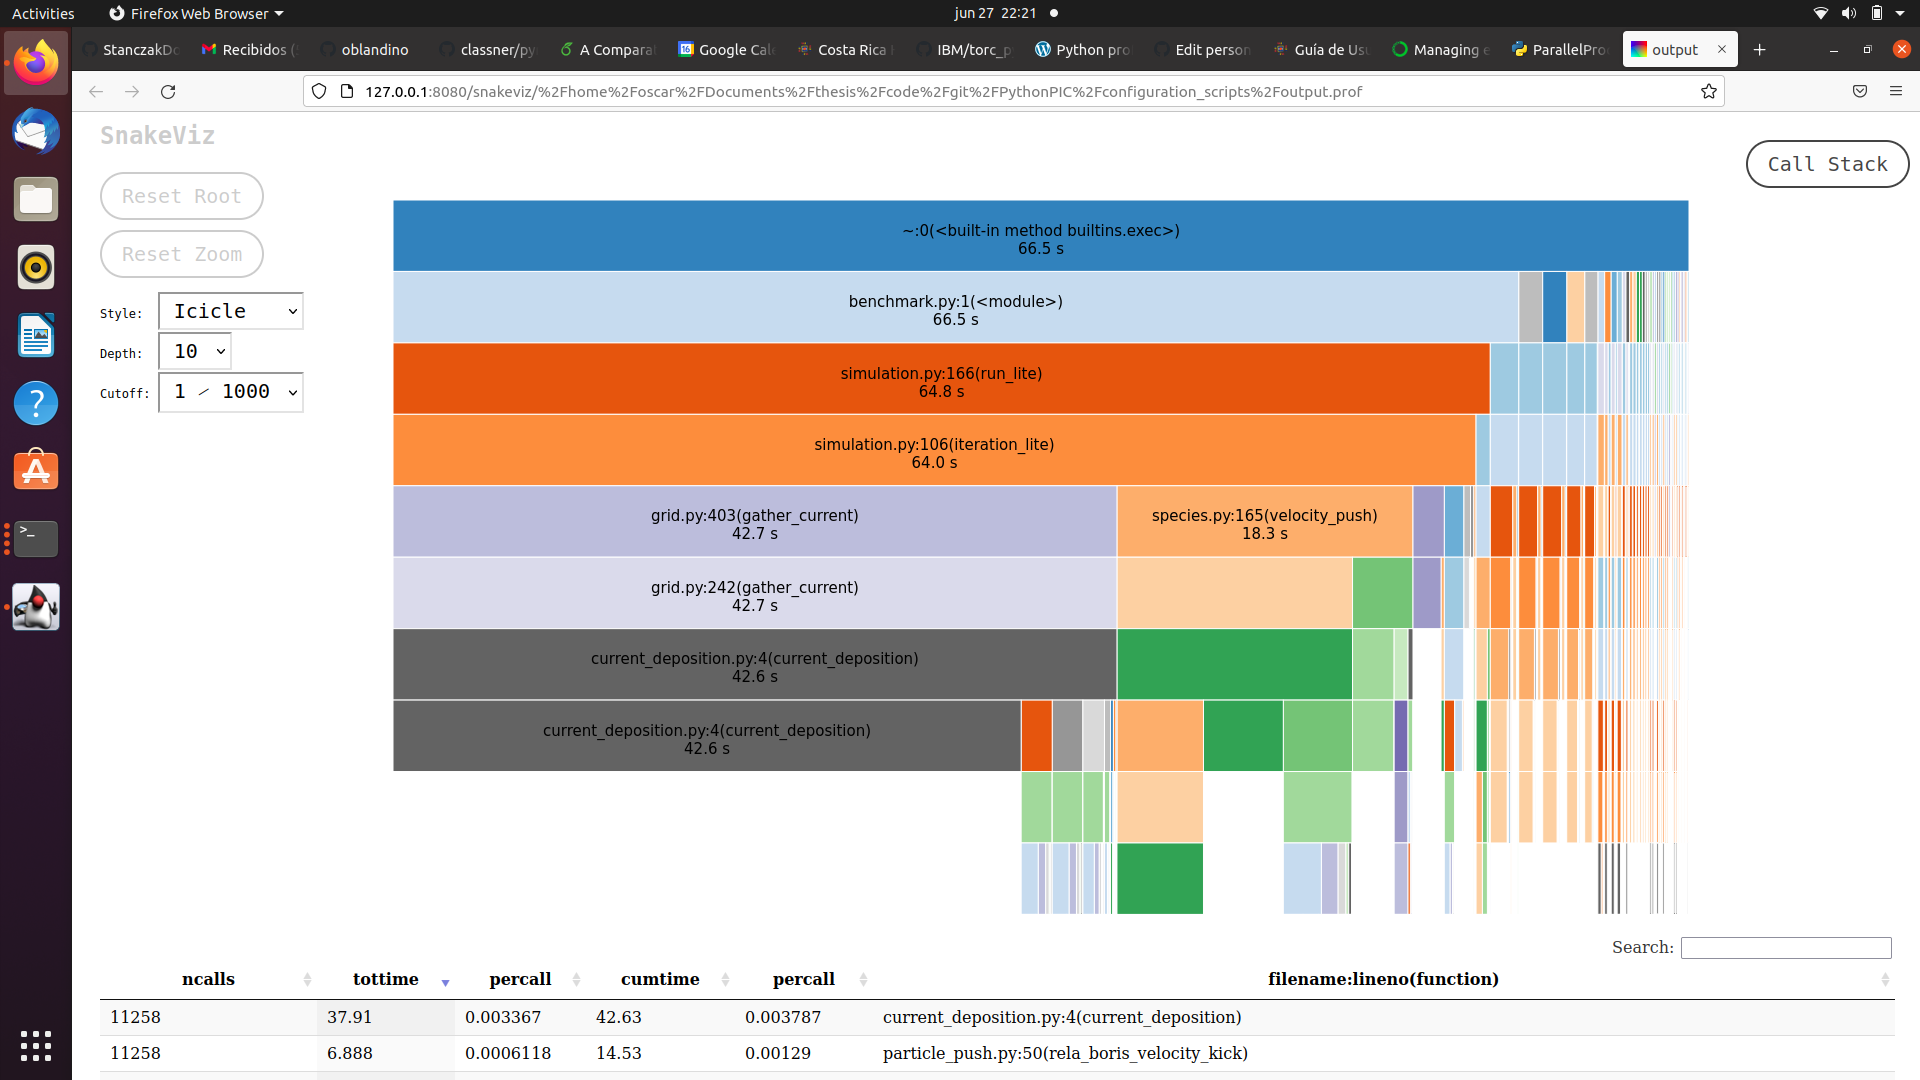 Activities
Firefox Web Browser
jun 27 22:21
StanczakDo
Recibidos (
oblandino
classner/py
A Comparat
Google Cale
Costa Rica
IBM/torc_p
Python pro
Edit person
Guía de Us
Managing e
ParallelPro
output
127.0.0.1:8080/snakeviz/%2Fhome%2Foscar%2FDocuments%2Fthesis%2Fcode%2Fgit%2FPythonPIC%2Fconfiguration_scripts%2Foutput.prof
SnakeViz
Call Stack
Reset Root
Reset Zoom
Style: Icicle
Depth: 10
Cutoff: 1 / 1000
~:0(<built-in method builtins.exec>)
66.5 s
benchmark.py:1(<module>)
66.5 s
simulation.py:166(run_lite)
64.8 s
simulation.py:106(iteration_lite)
64.0 s
grid.py:403(gather_current)
42.7 s
species.py:165(velocity_push)
18.3 s
grid.py:242(gather_current)
42.7 s
current_deposition.py:4(current_deposition)
42.6 s
current_deposition.py:4(current_deposition)
42.6 s
Search:
ncalls tottime percall cumtime percall filename:lineno(function)
11258 37.91 0.003367 42.63 0.003787 current_deposition.py:4(current_deposition)
11258 6.888 0.0006118 14.53 0.00129 particle_push.py:50(rela_boris_velocity_kick)